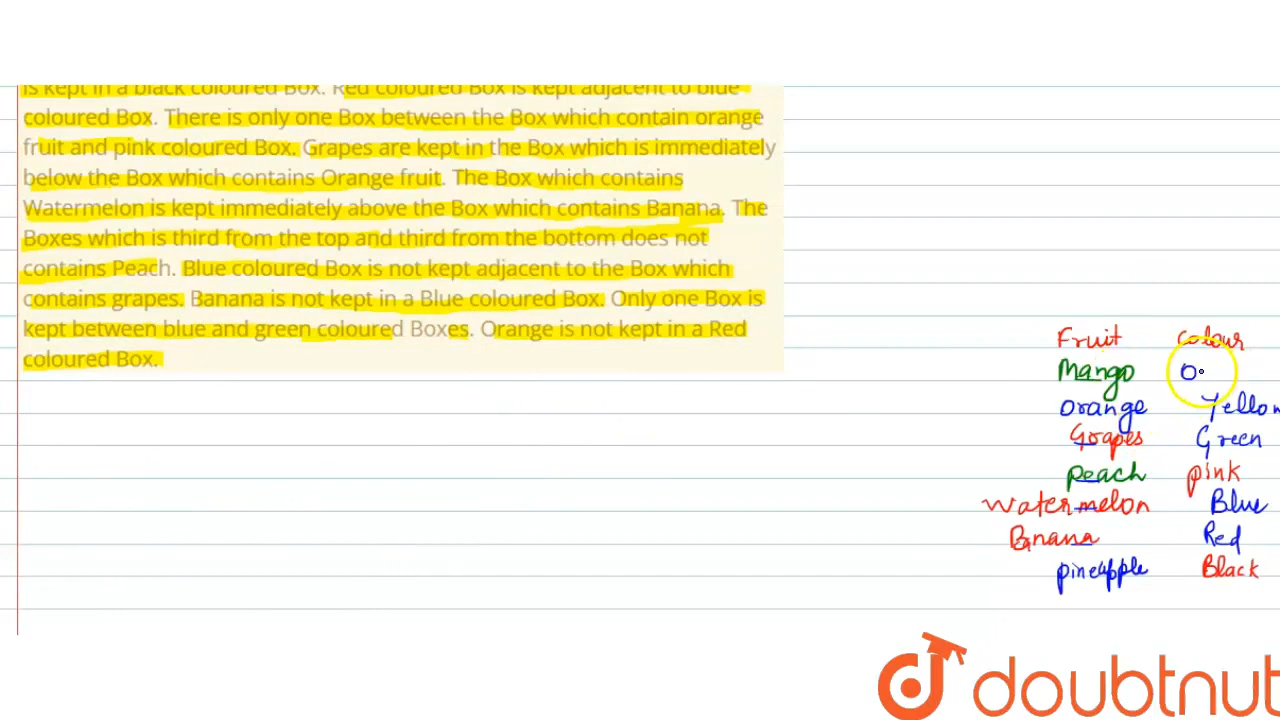 is kept in a black coloured Box. Red coloured Box is kept adjacent to blue
coloured Box. There is only one Box between the Box which contain orange
fruit and pink coloured Box. Grapes are kept in the Box which is immediately
below the Box which contains Orange fruit. The Box which contains
Watermelon is kept immediately above the Box which contains Banana. The
Boxes which is third from the top and third from the bottom does not
contains Peach. Blue coloured Box is not kept adjacent to the Box which
contains grapes. Banana is not kept in a Blue coloured Box. Only one Box is
kept between blue and green coloured Boxes. Orange is not kept in a Red
coloured Box.
Fruit colour
Mango O
orange Yellow
Grapes Green
peach pink
Watermelon Blue
Banana Red
pineapple Black
doubtnut